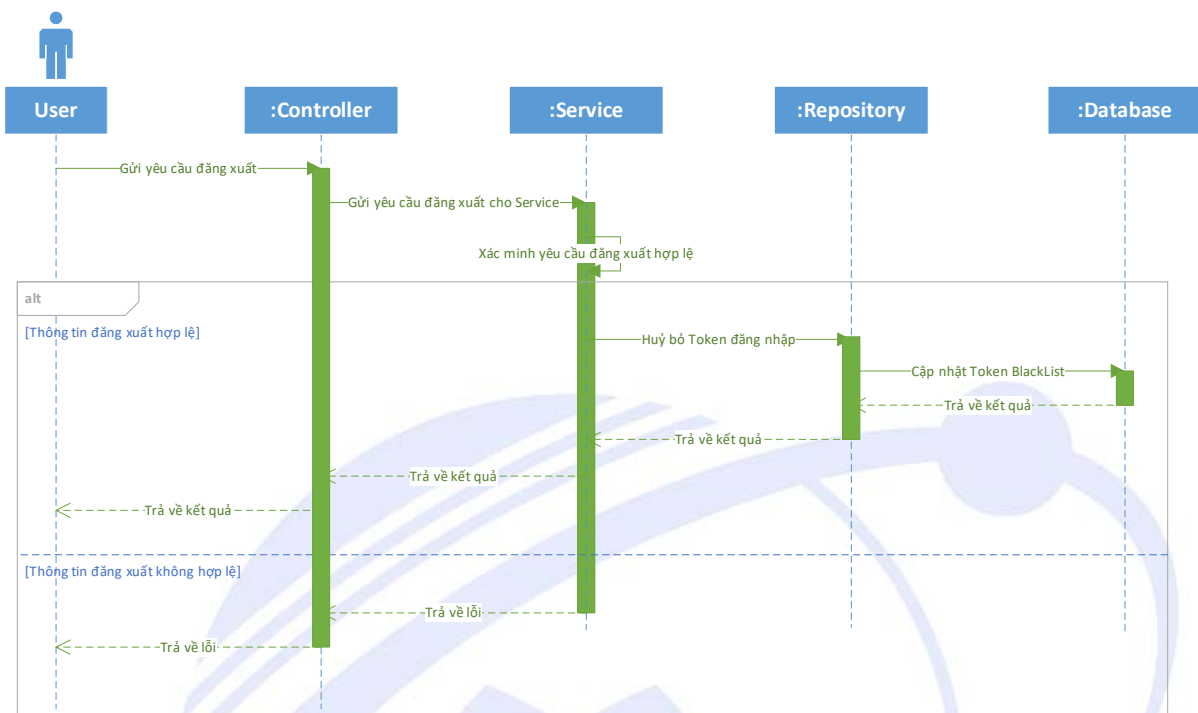 User
:Controller
:Service
:Repository
:Database
Gửi yêu cầu đăng xuất
Gửi yêu cầu đăng xuất cho Service
Xác minh yêu cầu đăng xuất hợp lệ
alt
[Thông tin đăng xuất hợp lệ]
Huỷ bỏ Token đăng nhập
Cập nhật Token BlackList
Trả về kết quả
Trả về kết quả
Trả về kết quả
Trả về kết quả
[Thông tin đăng xuất không hợp lệ]
Trả về lỗi
Trả về lỗi